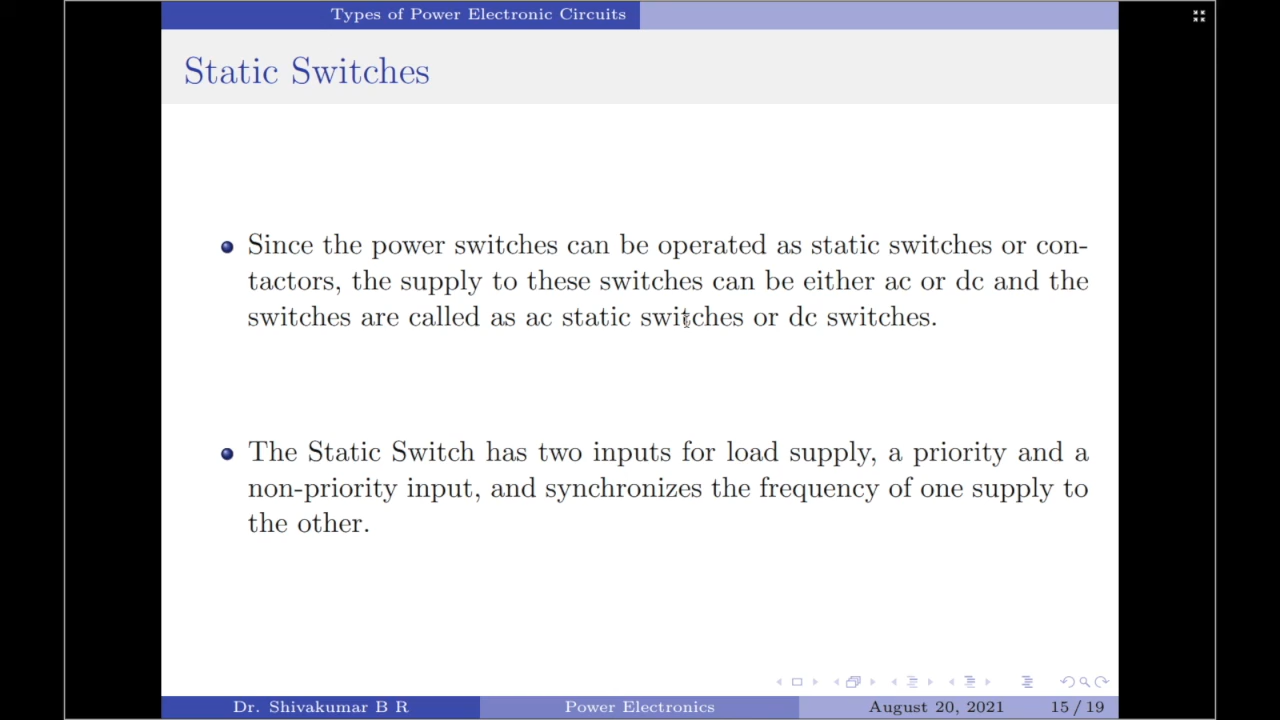 Types of Power Electronic Circuits
Static Switches
Since the power switches can be operated as static switches or con-
tactors, the supply to these switches can be either ac or dc and the
switches are called as ac static switches or dc switches.
The Static Switch has two inputs for load supply, a priority and a
non-priority input, and synchronizes the frequency of one supply to
the other.
Dr. Shivakumar B R Power Electronics August 20, 2021 15 / 19